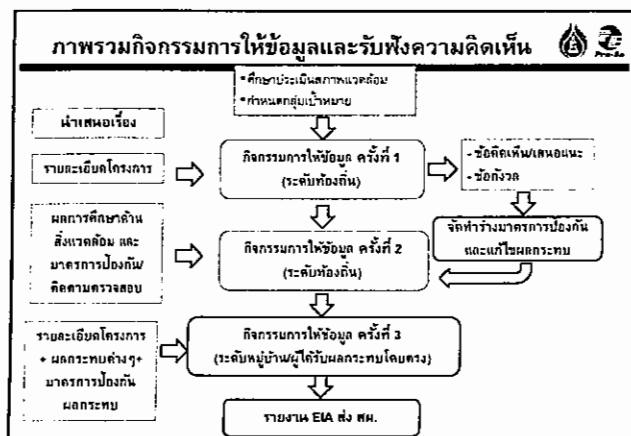 ภาพรวมกิจกรรมการให้ข้อมูลและรับฟังความคิดเห็น
• ศึกษาประเมินสภาพแวดล้อม
• กำหนดกลุ่มเป้าหมาย
นำเสนอเรื่อง
รายละเอียดโครงการ
กิจกรรมการให้ข้อมูล ครั้งที่ 1
(ระดับท้องถิ่น)
- ข้อคิดเห็น/เสนอแนะ
- ข้อกังวล
ผลการศึกษาด้าน
สิ่งแวดล้อม และ
มาตรการป้องกัน/
ติดตามตรวจสอบ
กิจกรรมการให้ข้อมูล ครั้งที่ 2
(ระดับท้องถิ่น)
จัดทำร่างมาตรการป้องกัน
และแก้ไขผลกระทบ
รายละเอียดโครงการ
+ ผลกระทบต่างๆ+
มาตรการป้องกัน
ผลกระทบ
กิจกรรมการให้ข้อมูล ครั้งที่ 3
(ระดับหมู่บ้าน/ผู้ได้รับผลกระทบโดยตรง)
รายงาน EIA ส่ง สผ.